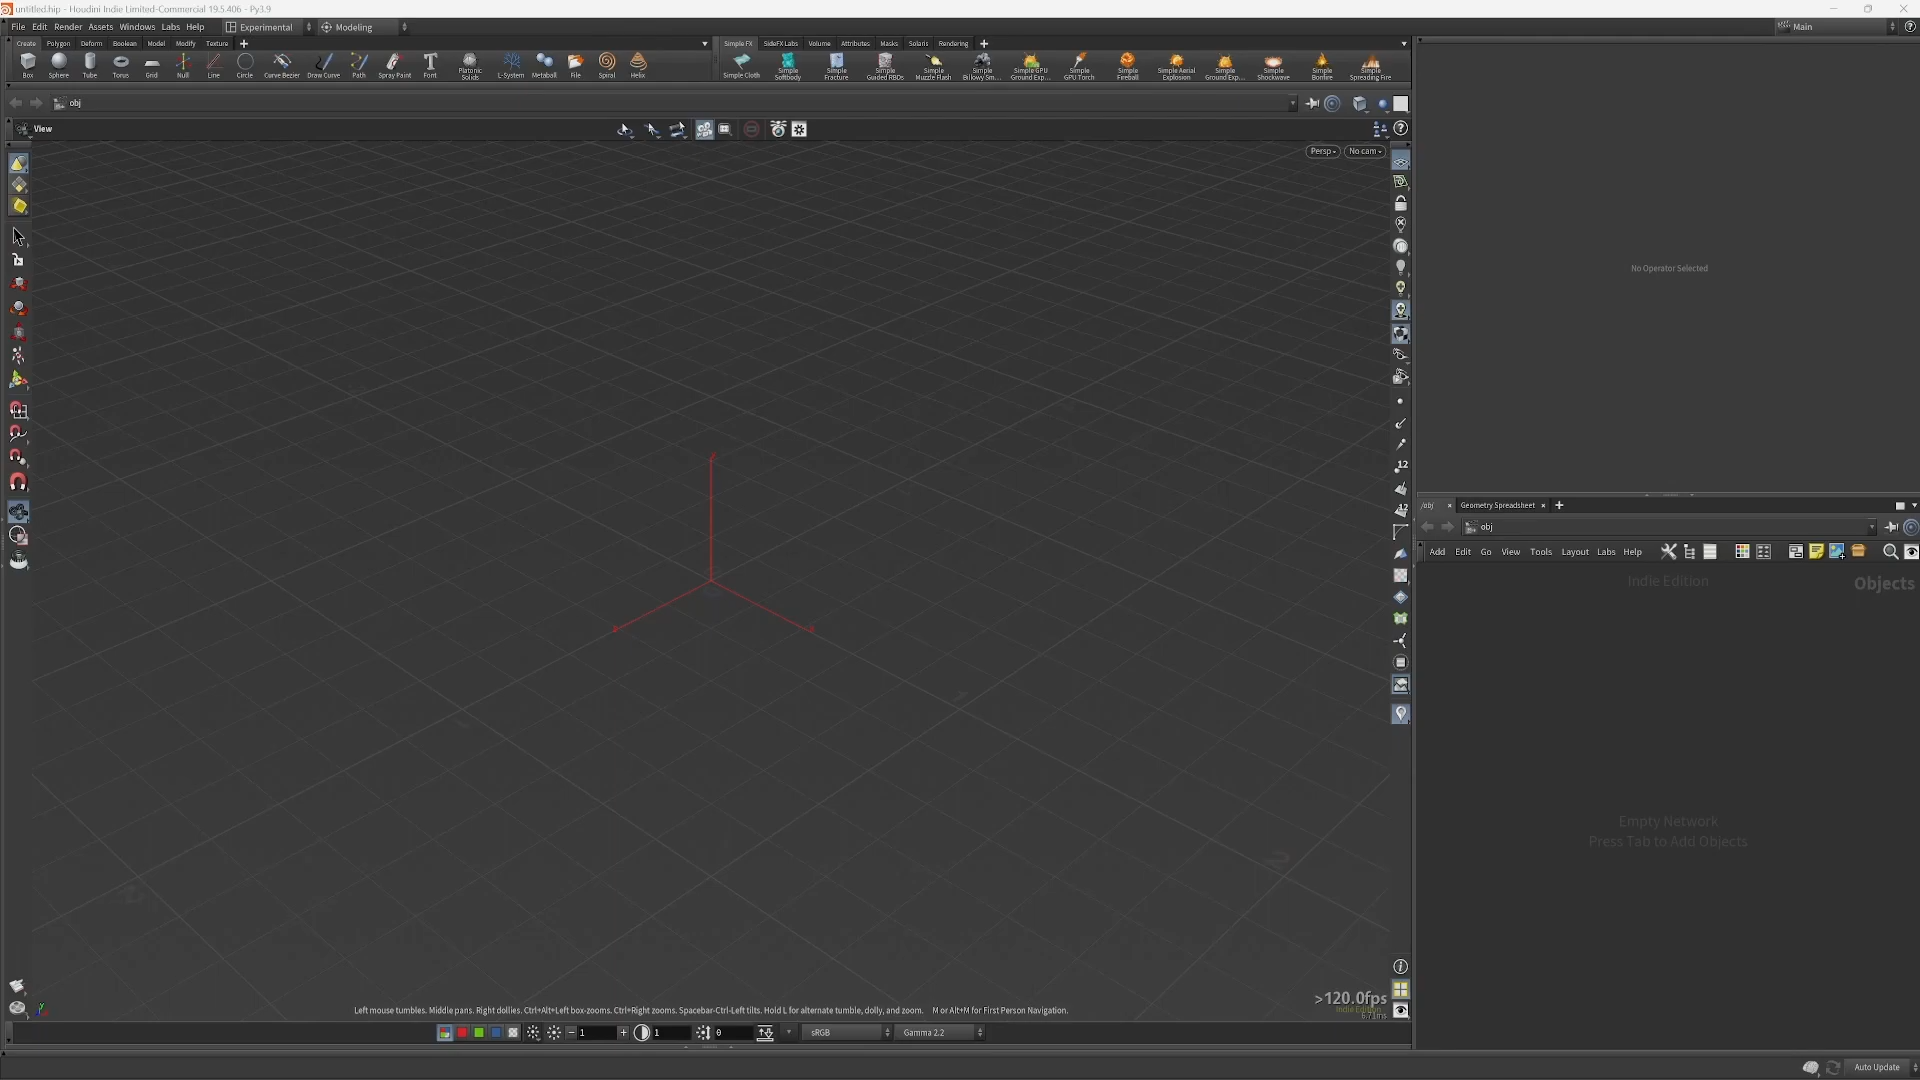 untitled.hip - Houdini Indie Limited-Commercial 19.5.406 - Py3.9
File Edit Render Assets Windows Labs Help Experimental Modeling Main
Create Polygon Deform Boolean Model Modify Texture Simple FX SideFX Labs Volume Attributes Masks Solaris Rendering
Box Sphere Tube Torus Grid Null Line Circle Curve Bezier Draw Curve Path Spray Paint Font Platonic Solids L-System Metaball File Spiral Helix
Simple Cloth Simple Softbody Simple Fracture Simple Guided RBDs Simple Muzzle Flash Simple Billowy Sm... Simple GPU Ground Exp... Simple GPU Torch Simple Fireball Simple Aerial Explosion Simple Ground Exp... Simple Shockwave Simple Bonfire Simple Spreading Fire
obj
View
Persp No cam
No Operator Selected
12
12
/obj Geometry Spreadsheet
obj
Add Edit Go View Tools Layout Labs Help
Indie Edition Objects
Empty Network
Press Tab to Add Objects
>120.0fps
Indie Edition
Left mouse tumbles. Middle pans. Right dollies. Ctrl+Alt+Left box-zooms. Ctrl+Right zooms. Spacebar-Ctrl-Left tilts. Hold L for alternate tumble, dolly, and zoom. M or Alt+M for First Person Navigation.
1 1 0 sRGB Gamma 2.2
Auto Update